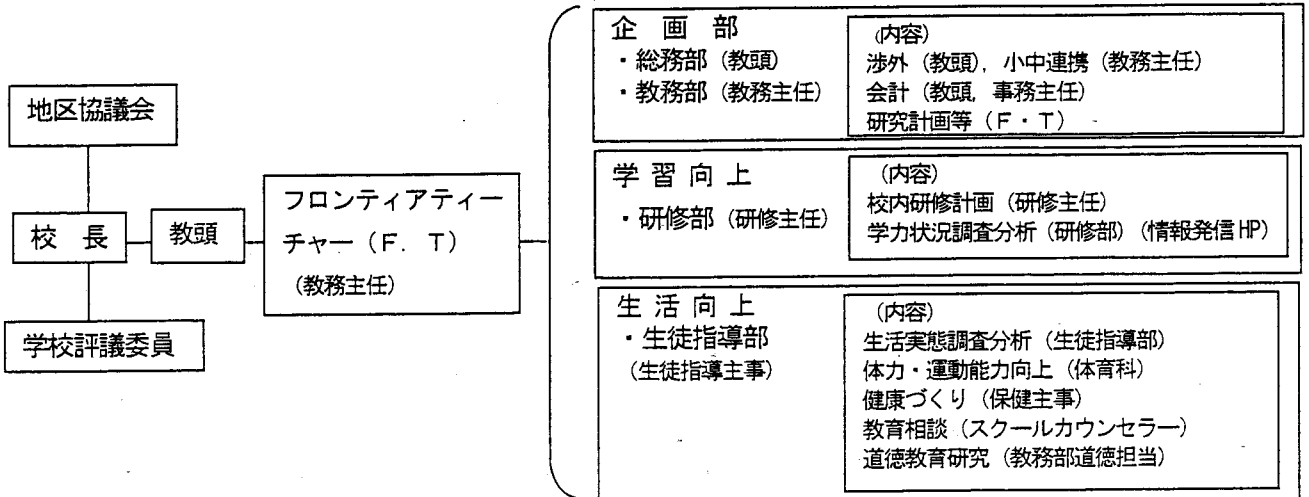 地区協議会
校　長
教頭
学校評議委員
フロンティアティー
チャー（Ｆ．Ｔ）
（教務主任）
企　画　部
・総務部（教頭）
・教務部（教務主任）
（内容）
渉外（教頭），小中連携（教務主任）
会計（教頭，事務主任）
研究計画等（Ｆ・Ｔ）
学 習 向 上
・研修部（研修主任）
（内容）
校内研修計画（研修主任）
学力状況調査分析（研修部）（情報発信HP）
生 活 向 上
・生徒指導部
（生徒指導主事）
（内容）
生活実態調査分析（生徒指導部）
体力・運動能力向上（体育科）
健康づくり（保健主事）
教育相談（スクールカウンセラー）
道徳教育研究（教務部道徳担当）